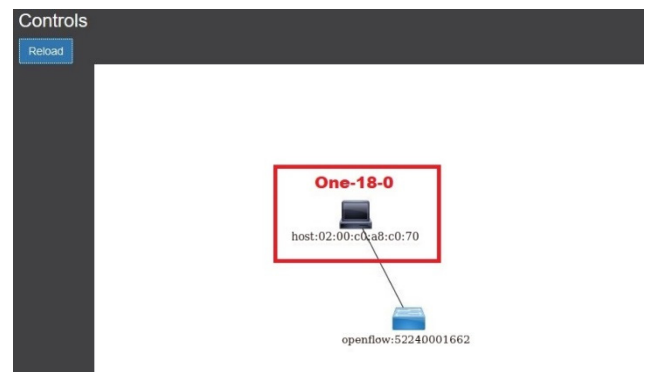 Controls
Reload
One-18-0
host:02:00:c0:a8:c0:70
openflow:52240001662